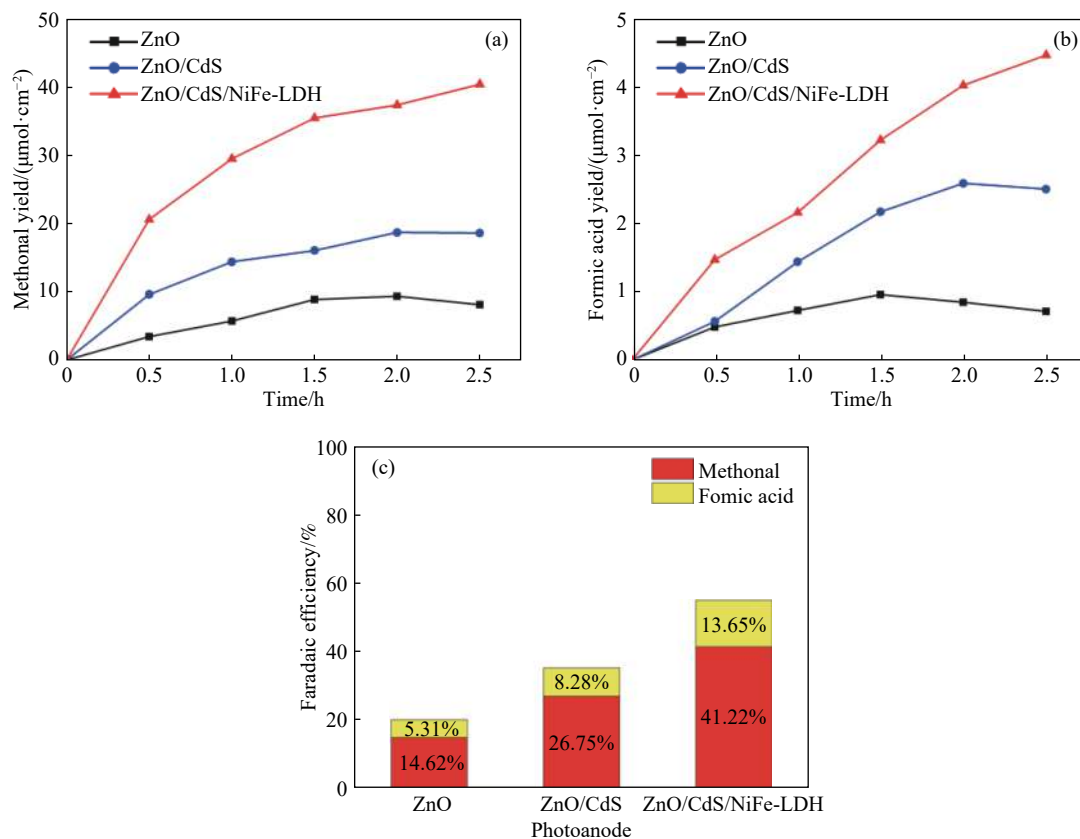 (a)
ZnO
ZnO/CdS
ZnO/CdS/NiFe-LDH
Methonal yield/(μmol·cm⁻²)
50
40
30
20
10
0
0 0.5 1.0 1.5 2.0 2.5
Time/h
(b)
ZnO
ZnO/CdS
ZnO/CdS/NiFe-LDH
Formic acid yield/(μmol·cm⁻²)
5
4
3
2
1
0
0 0.5 1.0 1.5 2.0 2.5
Time/h
(c)
Methonal
Fomic acid
Faradaic efficiency/%
100
80
60
40
20
0
5.31%
14.62%
8.28%
26.75%
13.65%
41.22%
ZnO ZnO/CdS ZnO/CdS/NiFe-LDH
Photoanode